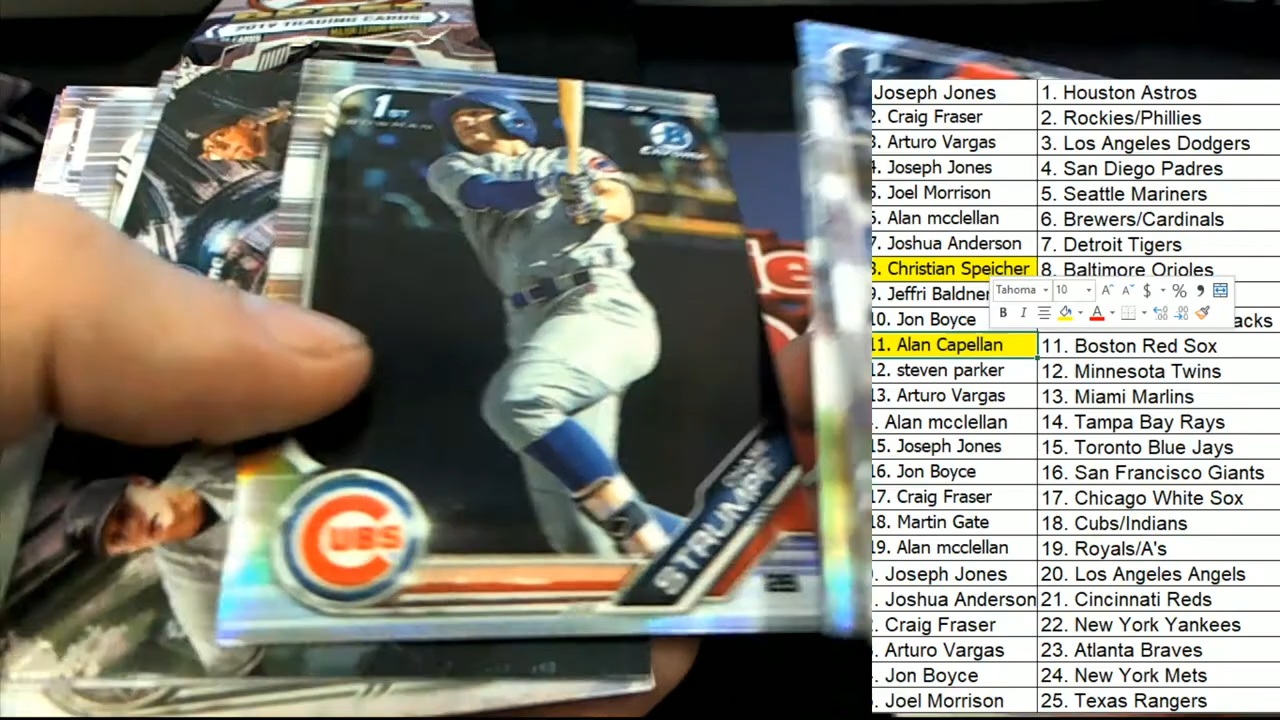 2019 TRADING CARDS
1ST
BOWMAN
Chrome
CUBS
STRUMPF
Joseph Jones 1. Houston Astros
2. Craig Fraser 2. Rockies/Phillies
3. Arturo Vargas 3. Los Angeles Dodgers
4. Joseph Jones 4. San Diego Padres
5. Joel Morrison 5. Seattle Mariners
6. Alan mcclellan 6. Brewers/Cardinals
7. Joshua Anderson 7. Detroit Tigers
8. Christian Speicher 8. Baltimore Orioles
9. Jeffri Baldner
Tahoma 10 A A $ % ,
B I A
10. Jon Boyce acks
11. Alan Capellan 11. Boston Red Sox
12. steven parker 12. Minnesota Twins
13. Arturo Vargas 13. Miami Marlins
. Alan mcclellan 14. Tampa Bay Rays
15. Joseph Jones 15. Toronto Blue Jays
16. Jon Boyce 16. San Francisco Giants
17. Craig Fraser 17. Chicago White Sox
18. Martin Gate 18. Cubs/Indians
19. Alan mcclellan 19. Royals/A's
. Joseph Jones 20. Los Angeles Angels
. Joshua Anderson 21. Cincinnati Reds
. Craig Fraser 22. New York Yankees
. Arturo Vargas 23. Atlanta Braves
. Jon Boyce 24. New York Mets
. Joel Morrison 25. Texas Rangers